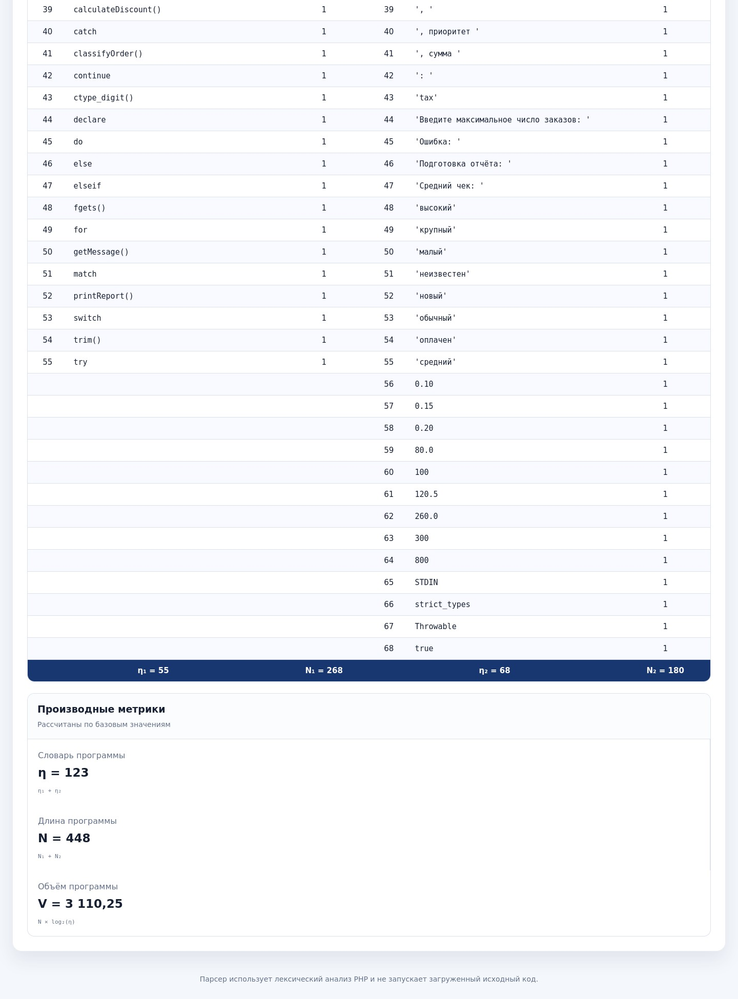 39 calculateDiscount() 1 39 ', ' 1
40 catch 1 40 ', приоритет ' 1
41 classifyOrder() 1 41 ', сумма ' 1
42 continue 1 42 ': ' 1
43 ctype_digit() 1 43 'tax' 1
44 declare 1 44 'Введите максимальное число заказов: ' 1
45 do 1 45 'Ошибка: ' 1
46 else 1 46 'Подготовка отчёта: ' 1
47 elseif 1 47 'Средний чек: ' 1
48 fgets() 1 48 'высокий' 1
49 for 1 49 'крупный' 1
50 getMessage() 1 50 'малый' 1
51 match 1 51 'неизвестен' 1
52 printReport() 1 52 'новый' 1
53 switch 1 53 'обычный' 1
54 trim() 1 54 'оплачен' 1
55 try 1 55 'средний' 1
56 0.10 1
57 0.15 1
58 0.20 1
59 80.0 1
60 100 1
61 120.5 1
62 260.0 1
63 300 1
64 800 1
65 STDIN 1
66 strict_types 1
67 Throwable 1
68 true 1
η₁ = 55 N₁ = 268 η₂ = 68 N₂ = 180
Производные метрики
Рассчитаны по базовым значениям
Словарь программы
η = 123
η₁ + η₂
Длина программы
N = 448
N₁ + N₂
Объём программы
V = 3 110,25
N × log₂(η)
Парсер использует лексический анализ PHP и не запускает загруженный исходный код.